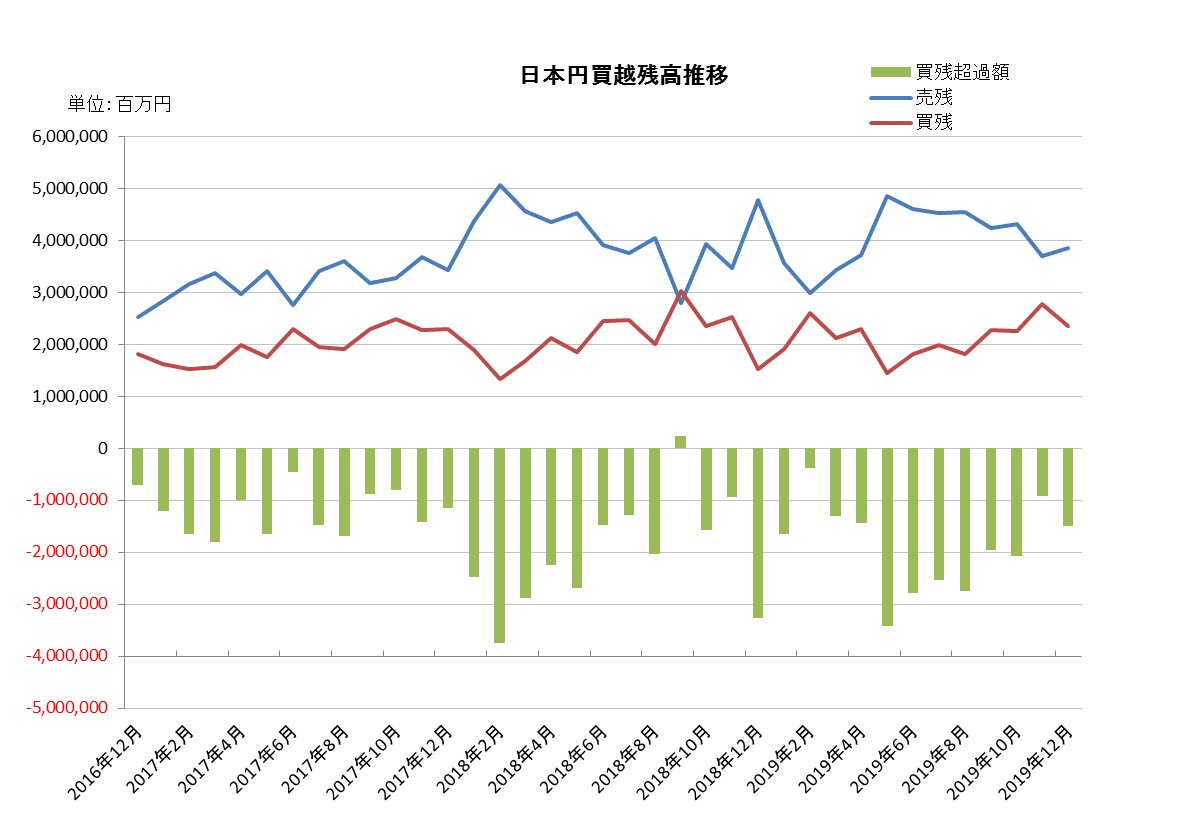 日本円買越残高推移
買残超過額
売残
買残
単位: 百万円
6,000,000
5,000,000
4,000,000
3,000,000
2,000,000
1,000,000
0
-1,000,000
-2,000,000
-3,000,000
-4,000,000
-5,000,000
2016年12月
2017年2月
2017年4月
2017年6月
2017年8月
2017年10月
2017年12月
2018年2月
2018年4月
2018年6月
2018年8月
2018年10月
2018年12月
2019年2月
2019年4月
2019年6月
2019年8月
2019年10月
2019年12月